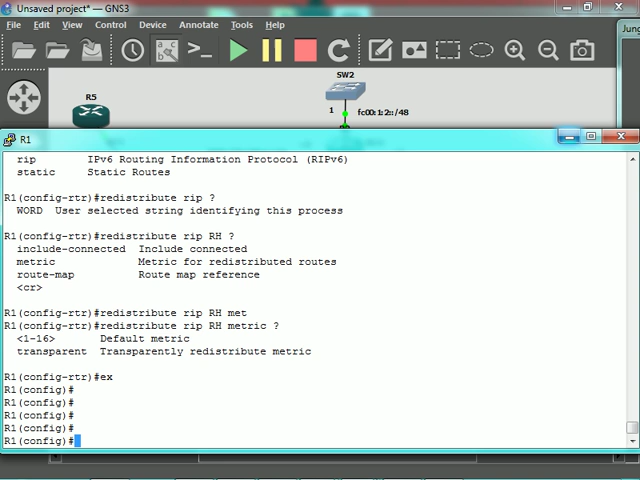 Unsaved project* — GNS3
File Edit View Control Device Annotate Tools Help
Jung
SW2
R5
1
fc00:1:2::/48
R1
rip IPv6 Routing Information Protocol (RIPv6)
static Static Routes
R1(config-rtr)#redistribute rip ?
WORD User selected string identifying this process
R1(config-rtr)#redistribute rip RH ?
include-connected Include connected
metric Metric for redistributed routes
route-map Route map reference
<cr>
R1(config-rtr)#redistribute rip RH met
R1(config-rtr)#redistribute rip RH metric ?
<1-16> Default metric
transparent Transparently redistribute metric
R1(config-rtr)#ex
R1(config)#
R1(config)#
R1(config)#
R1(config)#
R1(config)#